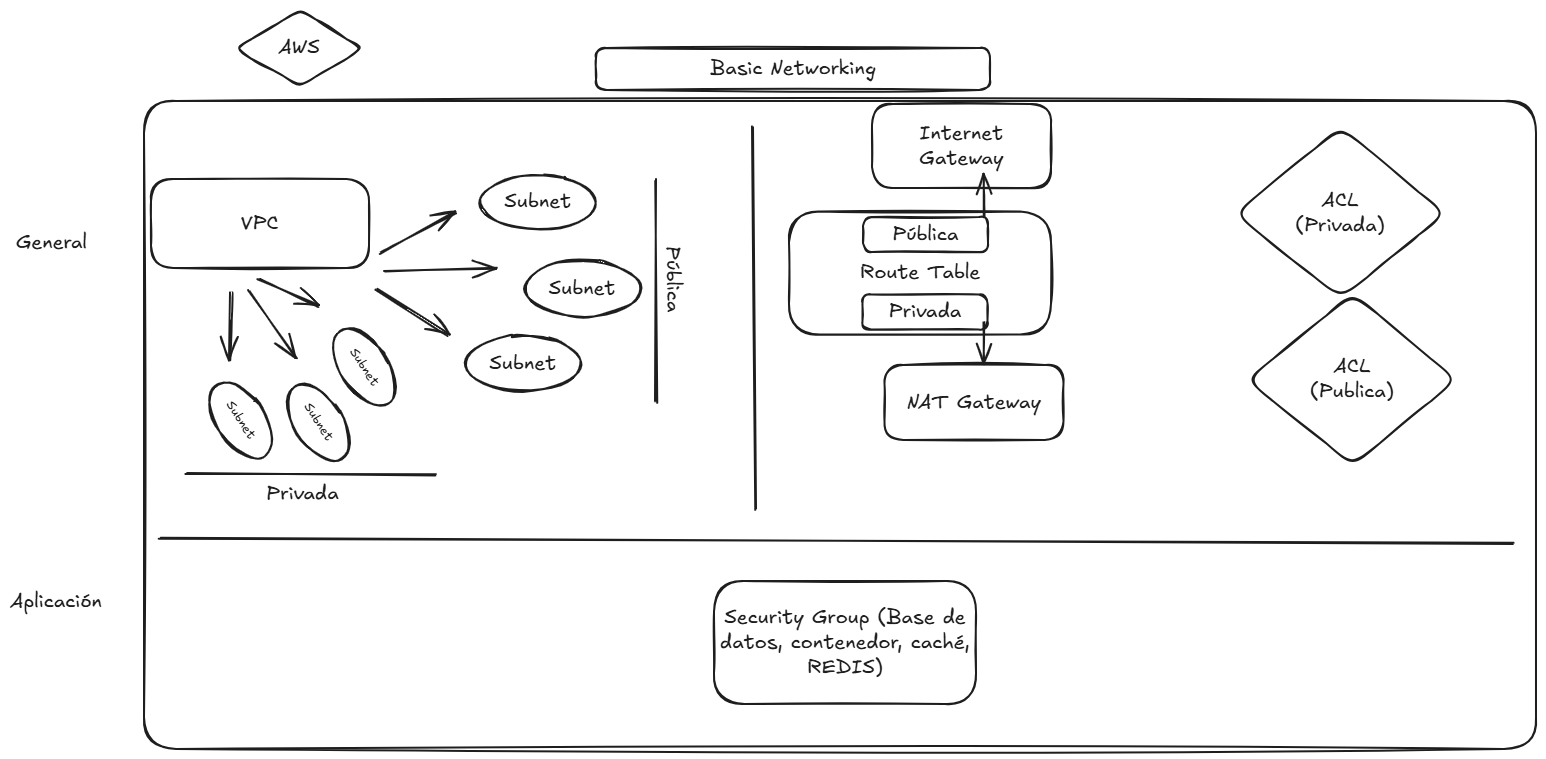 AWS
Basic Networking
General
VPC
Subnet
Subnet
Subnet
Pública
Subnet
Subnet
Subnet
Privada
Internet
Gateway
Pública
Route Table
Privada
NAT Gateway
ACL
(Privada)
ACL
(Publica)
Aplicación
Security Group (Base de
datos, contenedor, caché,
REDIS)